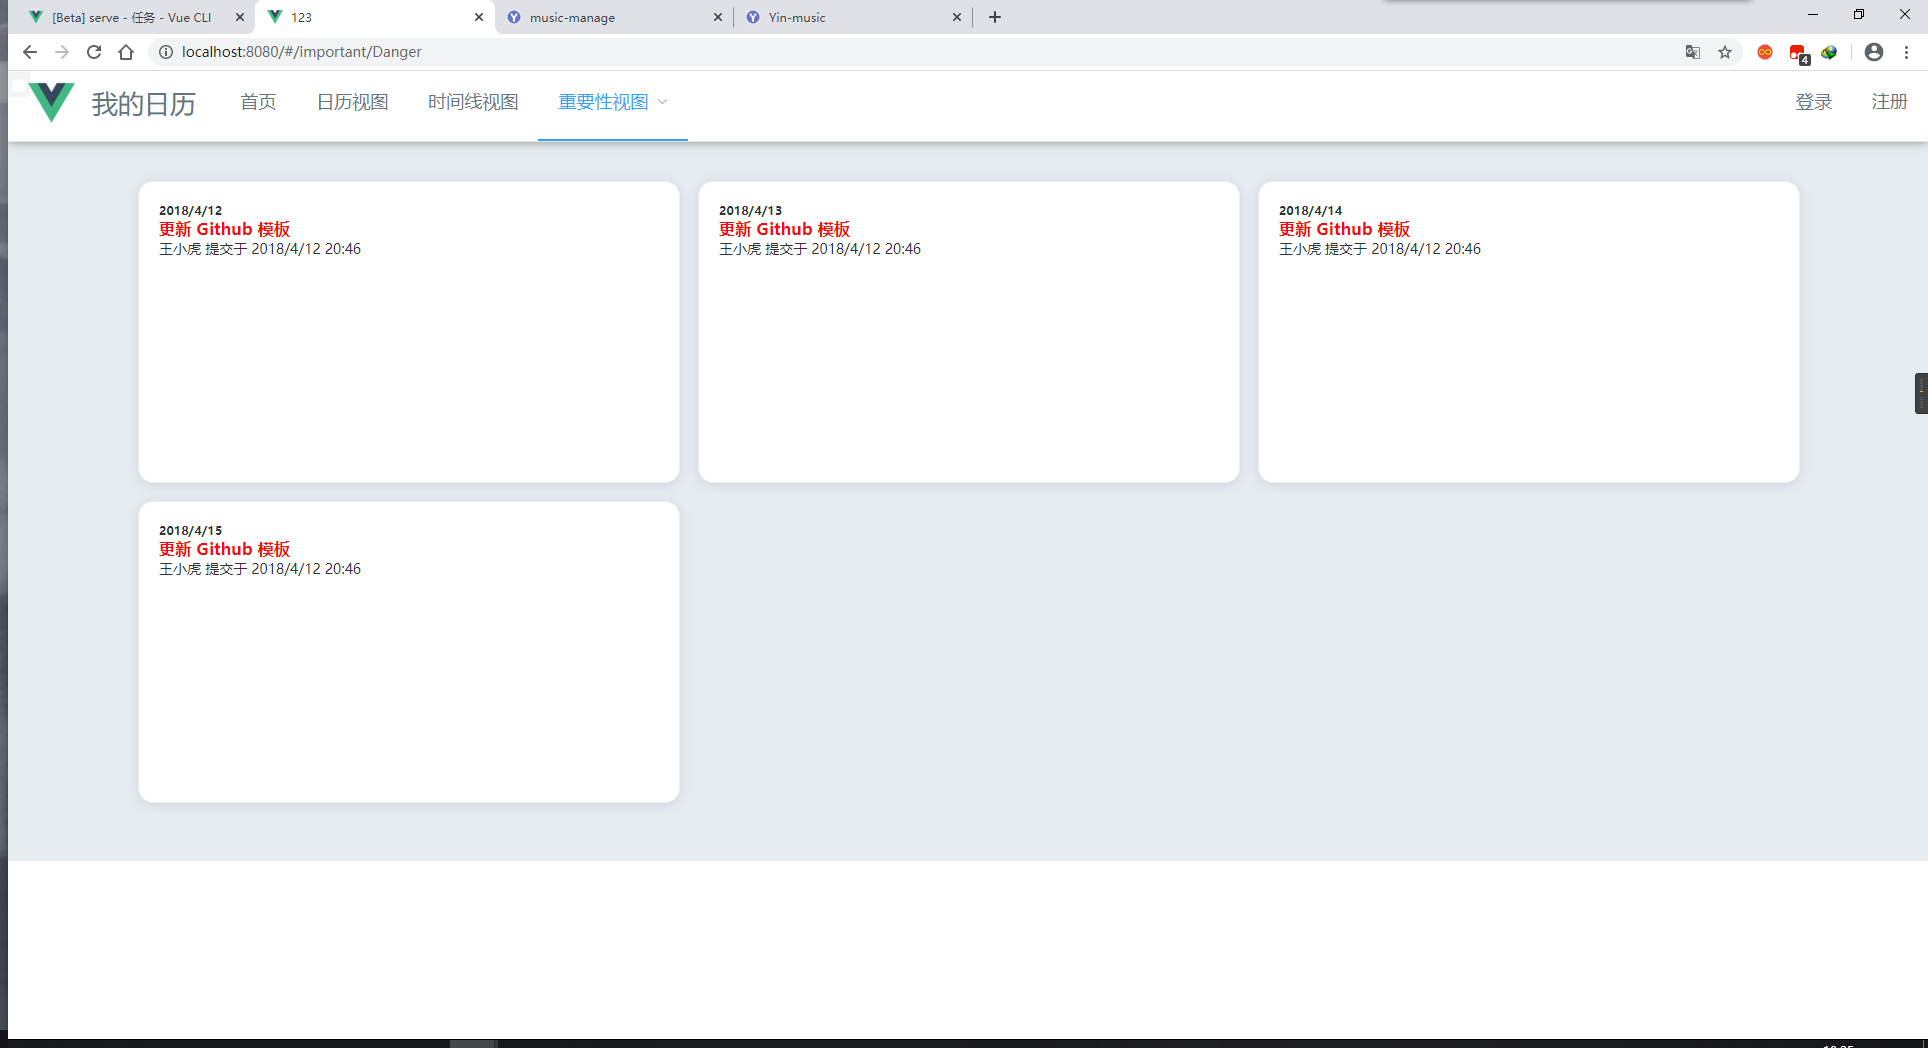 [Beta] serve - 任务 - Vue CLI
123
music-manage
Yin-music
localhost:8080/#/important/Danger
4
我的日历
首页
日历视图
时间线视图
重要性视图
登录
注册
2018/4/12
更新 Github 模板
王小虎 提交于 2018/4/12 20:46
2018/4/13
更新 Github 模板
王小虎 提交于 2018/4/12 20:46
2018/4/14
更新 Github 模板
王小虎 提交于 2018/4/12 20:46
2018/4/15
更新 Github 模板
王小虎 提交于 2018/4/12 20:46